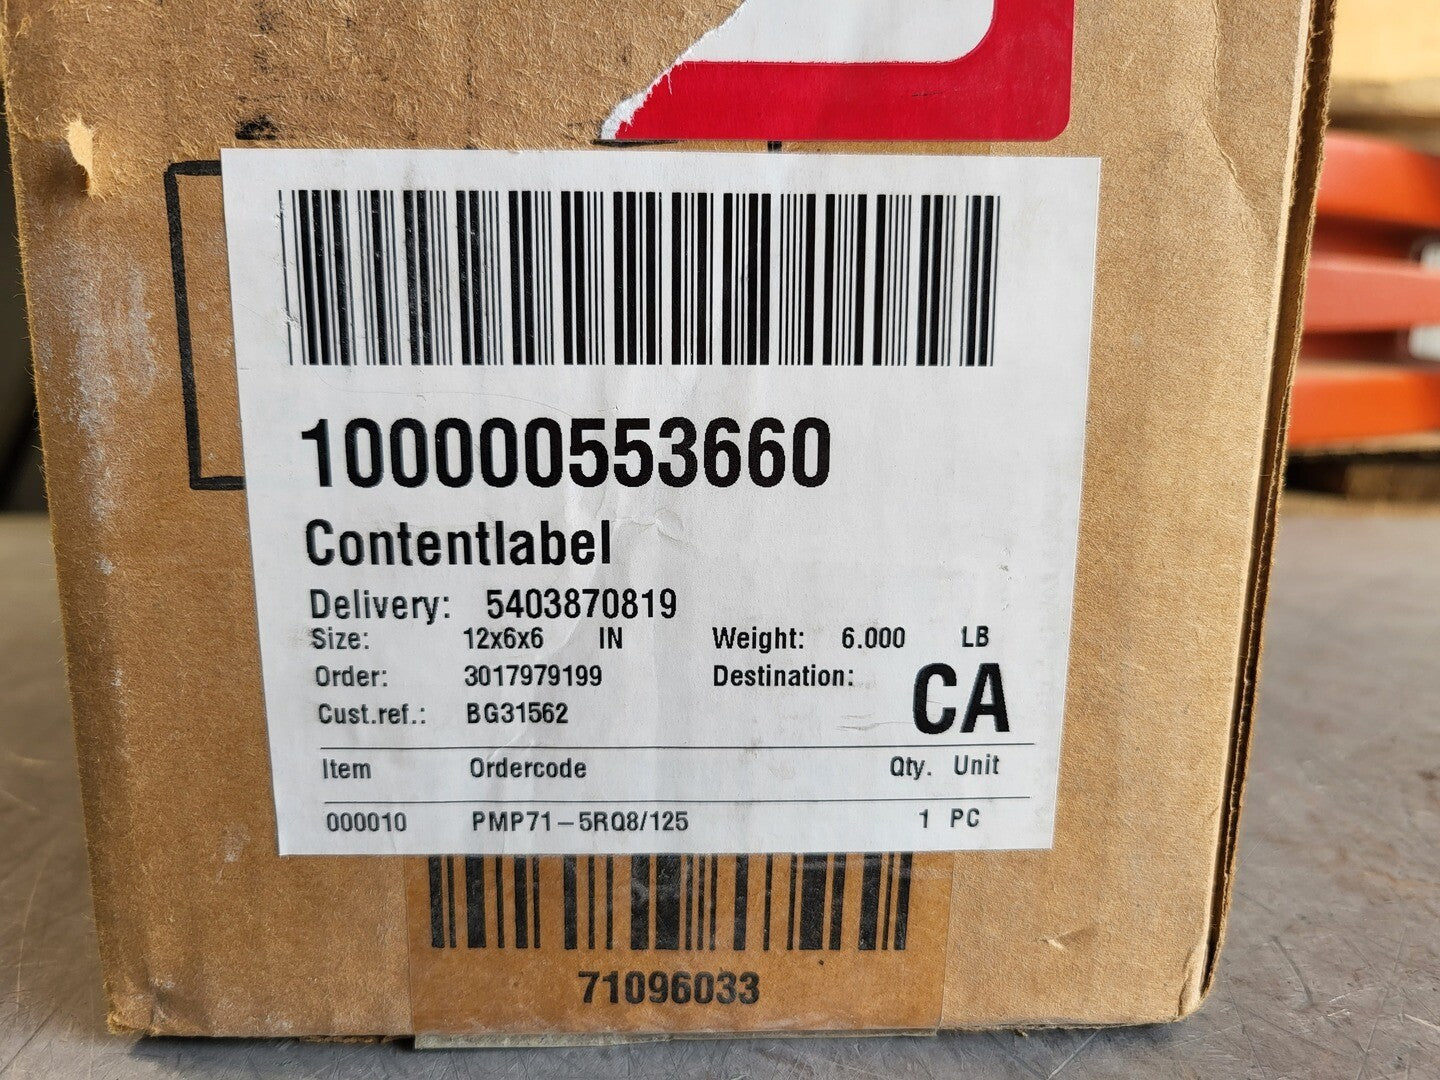 100000553660
Contentlabel
Delivery: 5403870819
Size: 12x6x6 IN Weight: 6.000 LB
Order: 3017979199 Destination: CA
Cust.ref.: BG31562
Item Ordercode Qty. Unit
000010 PMP71-5RQ8/125 1 PC
71096033